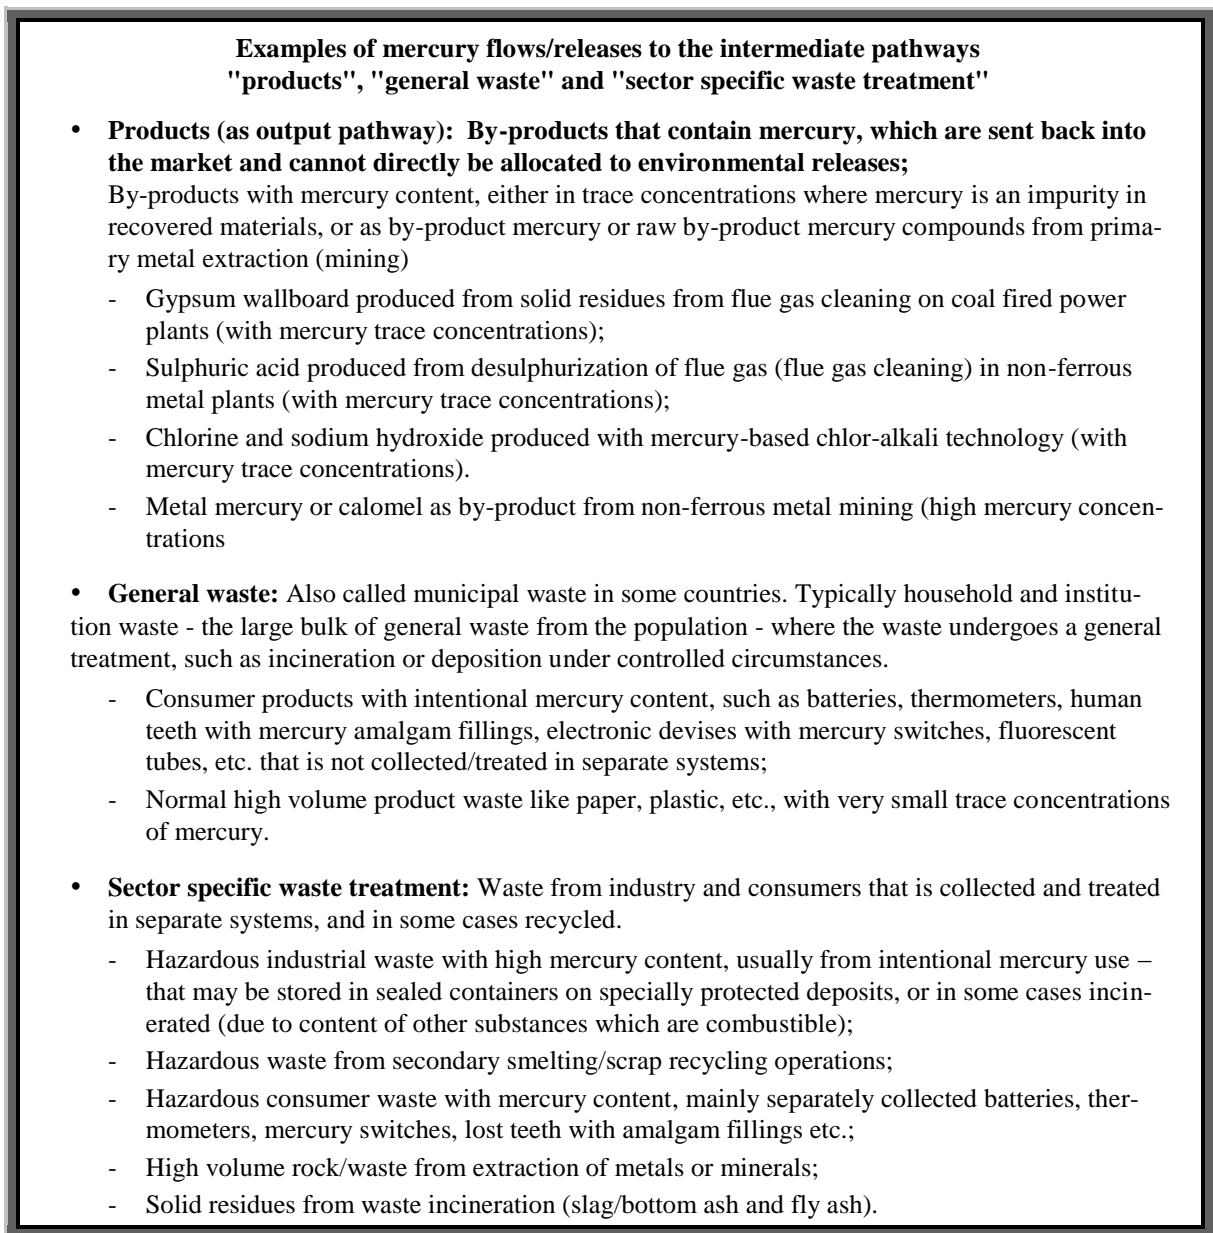 Examples of mercury flows/releases to the intermediate pathways
"products", "general waste" and "sector specific waste treatment"
• Products (as output pathway): By-products that contain mercury, which are sent back into
the market and cannot directly be allocated to environmental releases;
By-products with mercury content, either in trace concentrations where mercury is an impurity in
recovered materials, or as by-product mercury or raw by-product mercury compounds from prima-
ry metal extraction (mining)
- Gypsum wallboard produced from solid residues from flue gas cleaning on coal fired power
plants (with mercury trace concentrations);
- Sulphuric acid produced from desulphurization of flue gas (flue gas cleaning) in non-ferrous
metal plants (with mercury trace concentrations);
- Chlorine and sodium hydroxide produced with mercury-based chlor-alkali technology (with
mercury trace concentrations).
- Metal mercury or calomel as by-product from non-ferrous metal mining (high mercury concen-
trations
• General waste: Also called municipal waste in some countries. Typically household and institu-
tion waste - the large bulk of general waste from the population - where the waste undergoes a general
treatment, such as incineration or deposition under controlled circumstances.
- Consumer products with intentional mercury content, such as batteries, thermometers, human
teeth with mercury amalgam fillings, electronic devises with mercury switches, fluorescent
tubes, etc. that is not collected/treated in separate systems;
- Normal high volume product waste like paper, plastic, etc., with very small trace concentrations
of mercury.
• Sector specific waste treatment: Waste from industry and consumers that is collected and treated
in separate systems, and in some cases recycled.
- Hazardous industrial waste with high mercury content, usually from intentional mercury use –
that may be stored in sealed containers on specially protected deposits, or in some cases incin-
erated (due to content of other substances which are combustible);
- Hazardous waste from secondary smelting/scrap recycling operations;
- Hazardous consumer waste with mercury content, mainly separately collected batteries, ther-
mometers, mercury switches, lost teeth with amalgam fillings etc.;
- High volume rock/waste from extraction of metals or minerals;
- Solid residues from waste incineration (slag/bottom ash and fly ash).